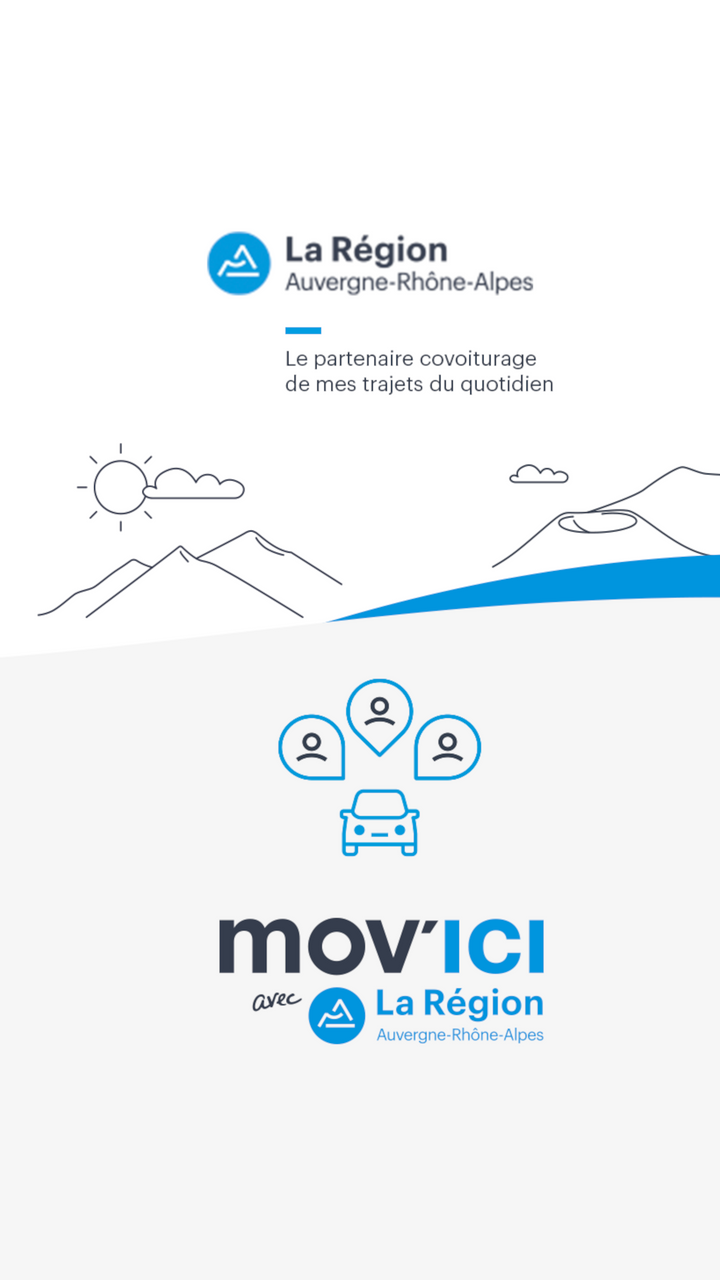 La Région
Auvergne-Rhône-Alpes
Le partenaire covoiturage
de mes trajets du quotidien
mov'ICI
avec La Région
Auvergne-Rhône-Alpes